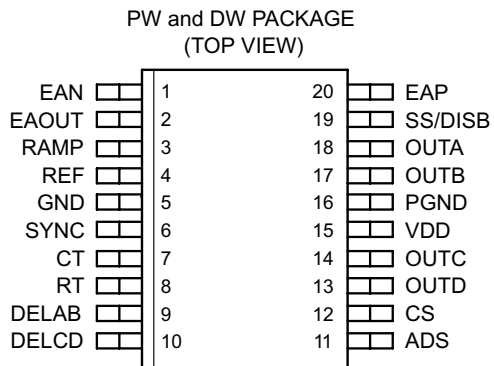 PW and DW PACKAGE
(TOP VIEW)
EAN 1 20 EAP
EAOUT 2 19 SS/DISB
RAMP 3 18 OUTA
REF 4 17 OUTB
GND 5 16 PGND
SYNC 6 15 VDD
CT 7 14 OUTC
RT 8 13 OUTD
DELAB 9 12 CS
DELCD 10 11 ADS